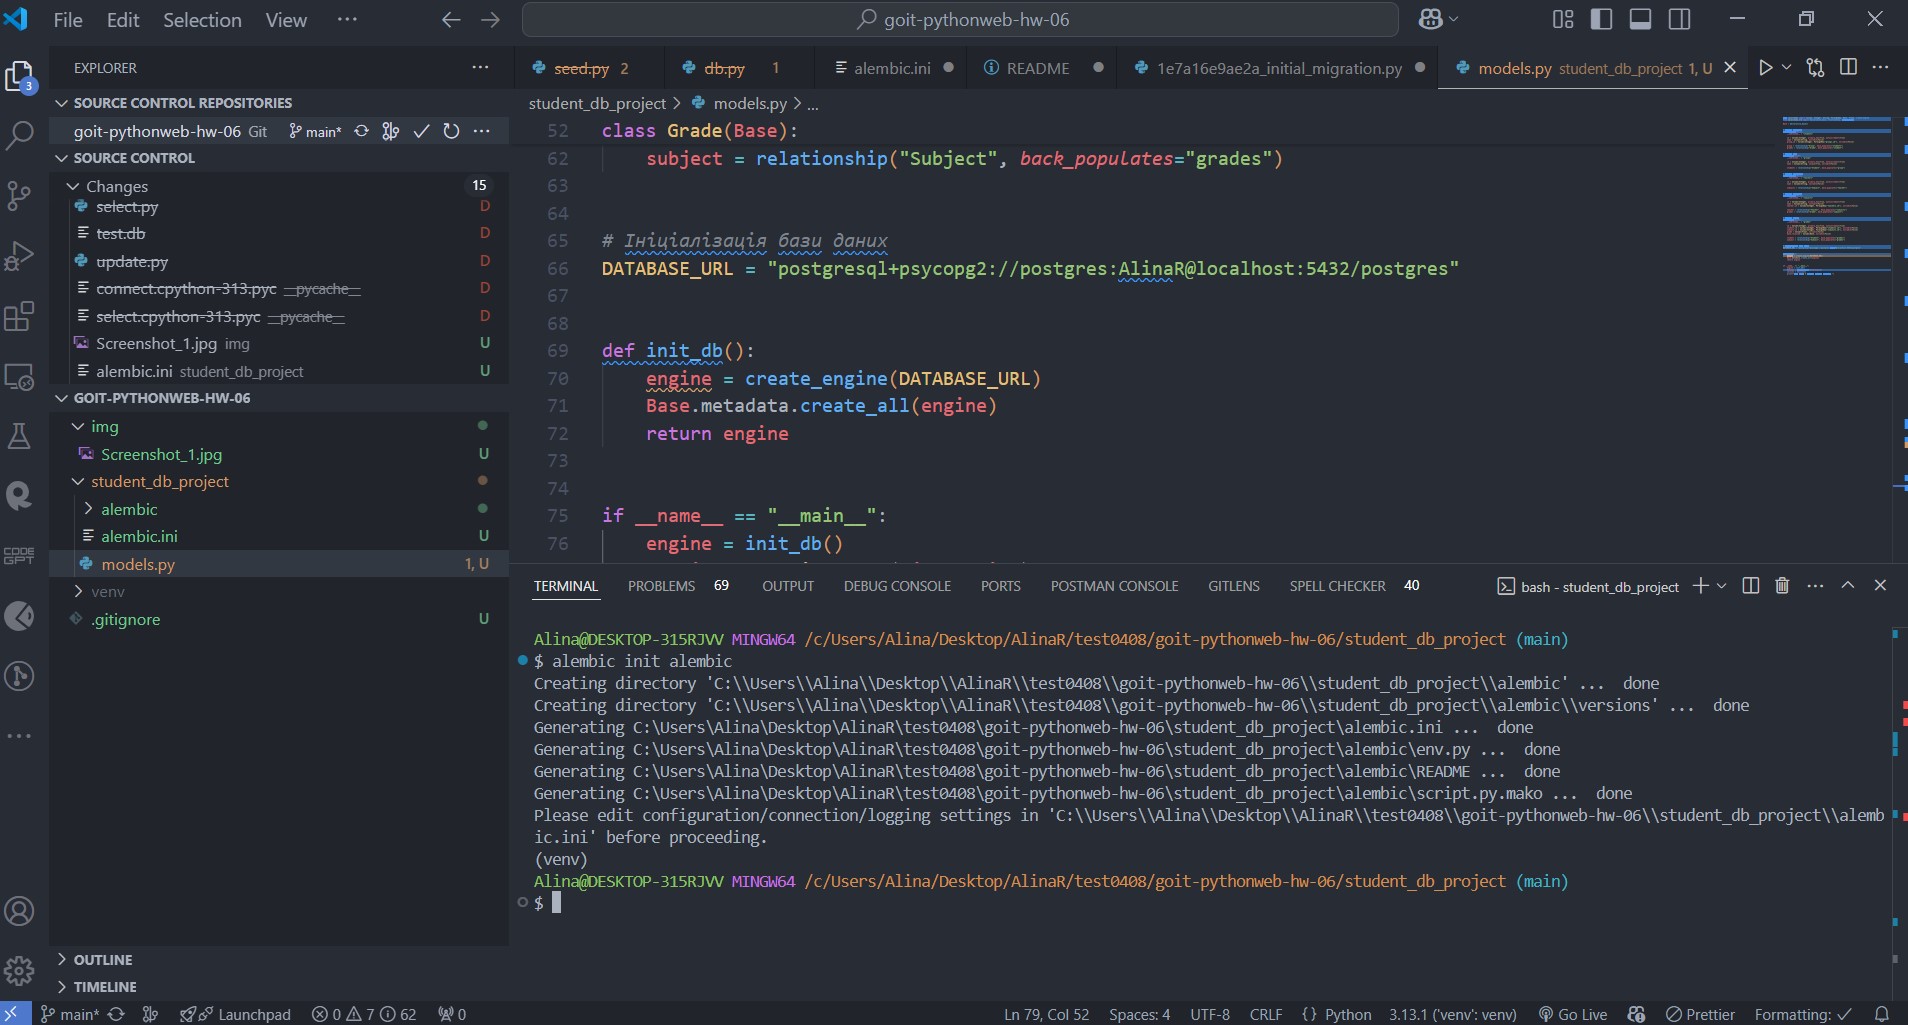 File Edit Selection View ···
goit-pythonweb-hw-06
EXPLORER ···
3
SOURCE CONTROL REPOSITORIES
goit-pythonweb-hw-06 Git main* ···
SOURCE CONTROL
Changes 15
select.py D
test.db D
update.py D
connect.cpython-313.pyc __pycache__ D
select.cpython-313.pyc __pycache__ D
Screenshot_1.jpg img U
alembic.ini student_db_project U
GOIT-PYTHONWEB-HW-06
img
Screenshot_1.jpg U
student_db_project
alembic
alembic.ini U
models.py 1, U
venv
.gitignore U
CODE
GPT
OUTLINE
TIMELINE
seed.py 2 db.py 1 alembic.ini README 1e7a16e9ae2a_initial_migration.py models.py student_db_project 1, U
student_db_project > models.py > ...
52 class Grade(Base):
62 subject = relationship("Subject", back_populates="grades")
63
64
65 # Ініціалізація бази даних
66 DATABASE_URL = "postgresql+psycopg2://postgres:AlinaR@localhost:5432/postgres"
67
68
69 def init_db():
70 engine = create_engine(DATABASE_URL)
71 Base.metadata.create_all(engine)
72 return engine
73
74
75 if __name__ == "__main__":
76 engine = init_db()
TERMINAL PROBLEMS 69 OUTPUT DEBUG CONSOLE PORTS POSTMAN CONSOLE GITLENS SPELL CHECKER 40 bash - student_db_project
Alina@DESKTOP-315RJVV MINGW64 /c/Users/Alina/Desktop/AlinaR/test0408/goit-pythonweb-hw-06/student_db_project (main)
$ alembic init alembic
Creating directory 'C:\\Users\\Alina\\Desktop\\AlinaR\\test0408\\goit-pythonweb-hw-06\\student_db_project\\alembic' ... done
Creating directory 'C:\\Users\\Alina\\Desktop\\AlinaR\\test0408\\goit-pythonweb-hw-06\\student_db_project\\alembic\\versions' ... done
Generating C:\Users\Alina\Desktop\AlinaR\test0408\goit-pythonweb-hw-06\student_db_project\alembic.ini ... done
Generating C:\Users\Alina\Desktop\AlinaR\test0408\goit-pythonweb-hw-06\student_db_project\alembic\env.py ... done
Generating C:\Users\Alina\Desktop\AlinaR\test0408\goit-pythonweb-hw-06\student_db_project\alembic\README ... done
Generating C:\Users\Alina\Desktop\AlinaR\test0408\goit-pythonweb-hw-06\student_db_project\alembic\script.py.mako ... done
Please edit configuration/connection/logging settings in 'C:\\Users\\Alina\\Desktop\\AlinaR\\test0408\\goit-pythonweb-hw-06\\student_db_project\\alemb
ic.ini' before proceeding.
(venv)
Alina@DESKTOP-315RJVV MINGW64 /c/Users/Alina/Desktop/AlinaR/test0408/goit-pythonweb-hw-06/student_db_project (main)
$
main* Launchpad 0 7 62 0 Ln 79, Col 52 Spaces: 4 UTF-8 CRLF {} Python 3.13.1 ('venv': venv) Go Live Prettier Formatting: ✓